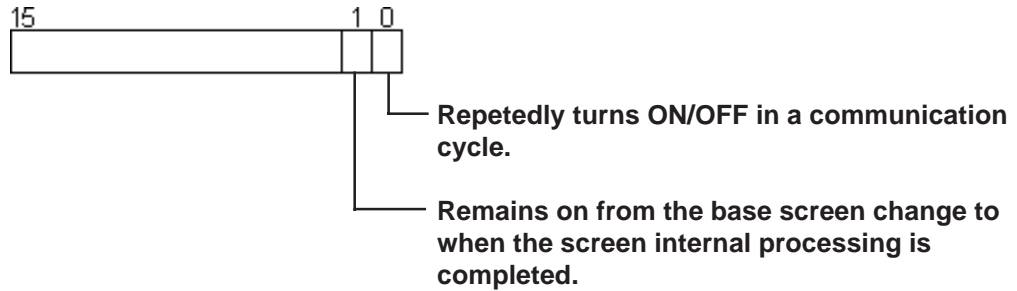 15 1 0
Repetedly turns ON/OFF in a communication
cycle.
Remains on from the base screen change to
when the screen internal processing is
completed.